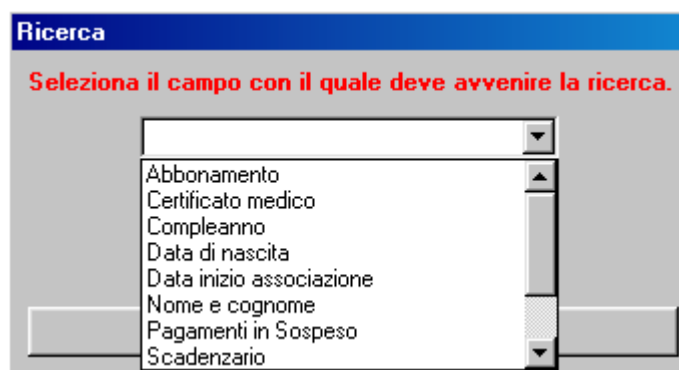 Ricerca
Seleziona il campo con il quale deve avvenire la ricerca.
Abbonamento
Certificato medico
Compleanno
Data di nascita
Data inizio associazione
Nome e cognome
Pagamenti in Sospeso
Scadenzario